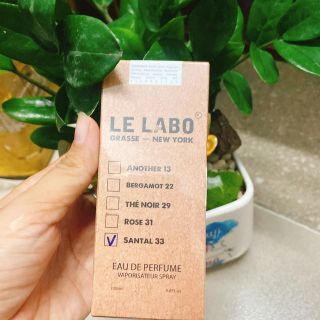 LE LABO®
GRASSE — NEW YORK
ANOTHER 13
BERGAMOT 22
THÉ NOIR 29
ROSE 31
SANTAL 33
EAU DE PERFUME
VAPORISATEUR SPRAY